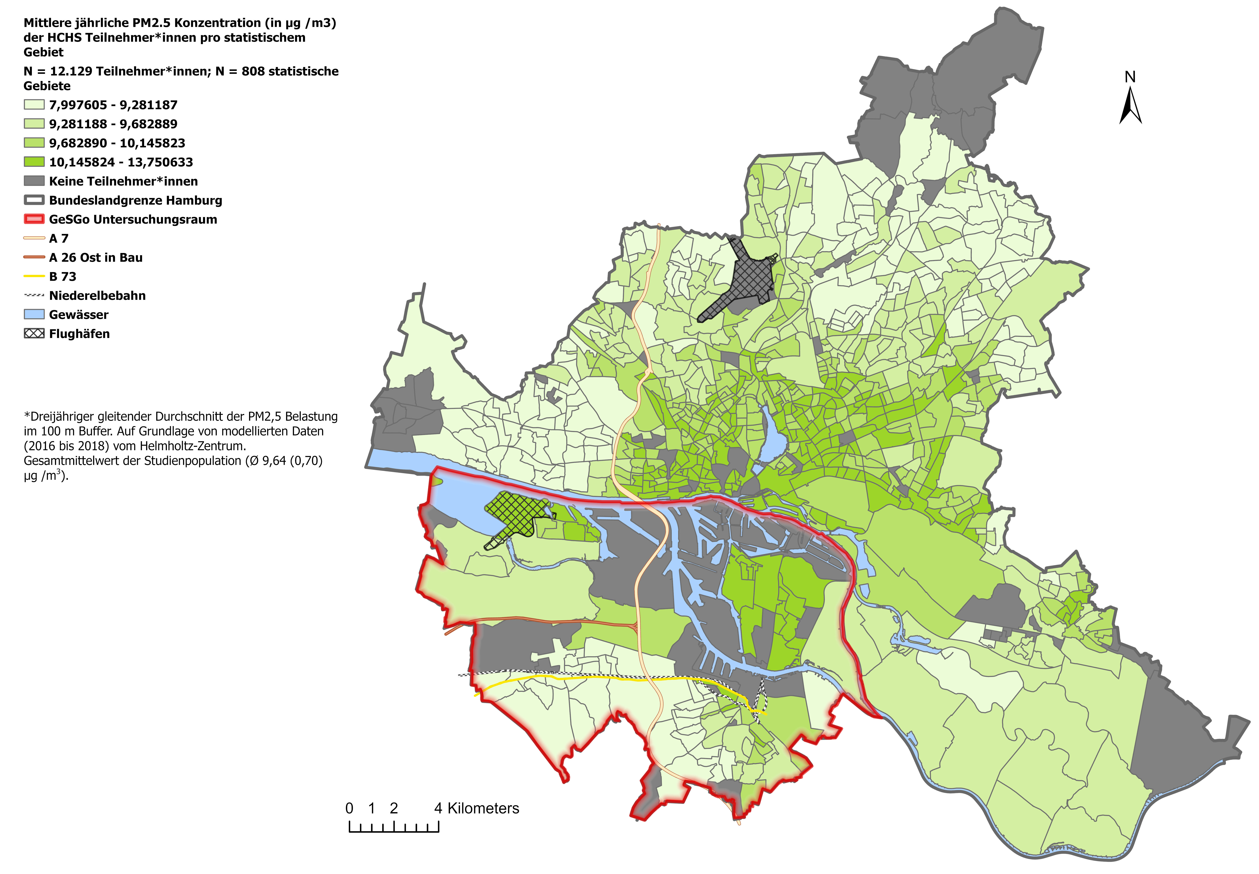 Mittlere jährliche PM2.5 Konzentration (in µg /m3)
der HCHS Teilnehmer*innen pro statistischem
Gebiet
N = 12.129 Teilnehmer*innen; N = 808 statistische
Gebiete
7,997605 - 9,281187
9,281188 - 9,682889
9,682890 - 10,145823
10,145824 - 13,750633
Keine Teilnehmer*innen
Bundeslandgrenze Hamburg
GeSGo Untersuchungsraum
A 7
A 26 Ost in Bau
B 73
Niederelbebahn
Gewässer
Flughäfen
*Dreijähriger gleitender Durchschnitt der PM2,5 Belastung
im 100 m Buffer. Auf Grundlage von modellierten Daten
(2016 bis 2018) vom Helmholtz-Zentrum.
Gesamtmittelwert der Studienpopulation (Ø 9,64 (0,70)
µg /m³).
N
0 1 2 4 Kilometers